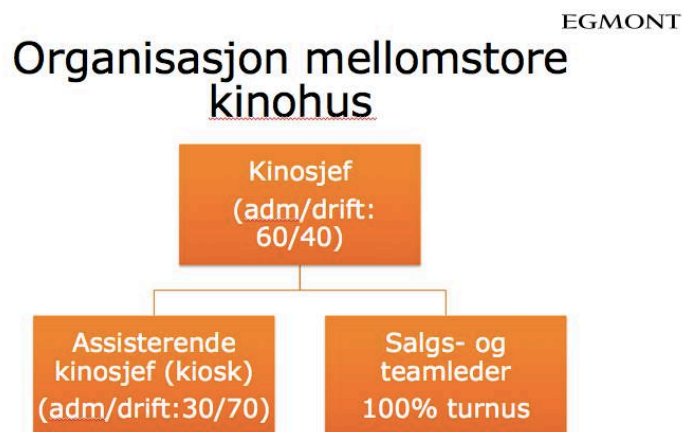 EGMONT
Organisasjon mellomstore
kinohus
Kinosjef
(adm/drift:
60/40)
Assisterende
kinosjef (kiosk)
(adm/drift:30/70)
Salgs- og
teamleder
100% turnus